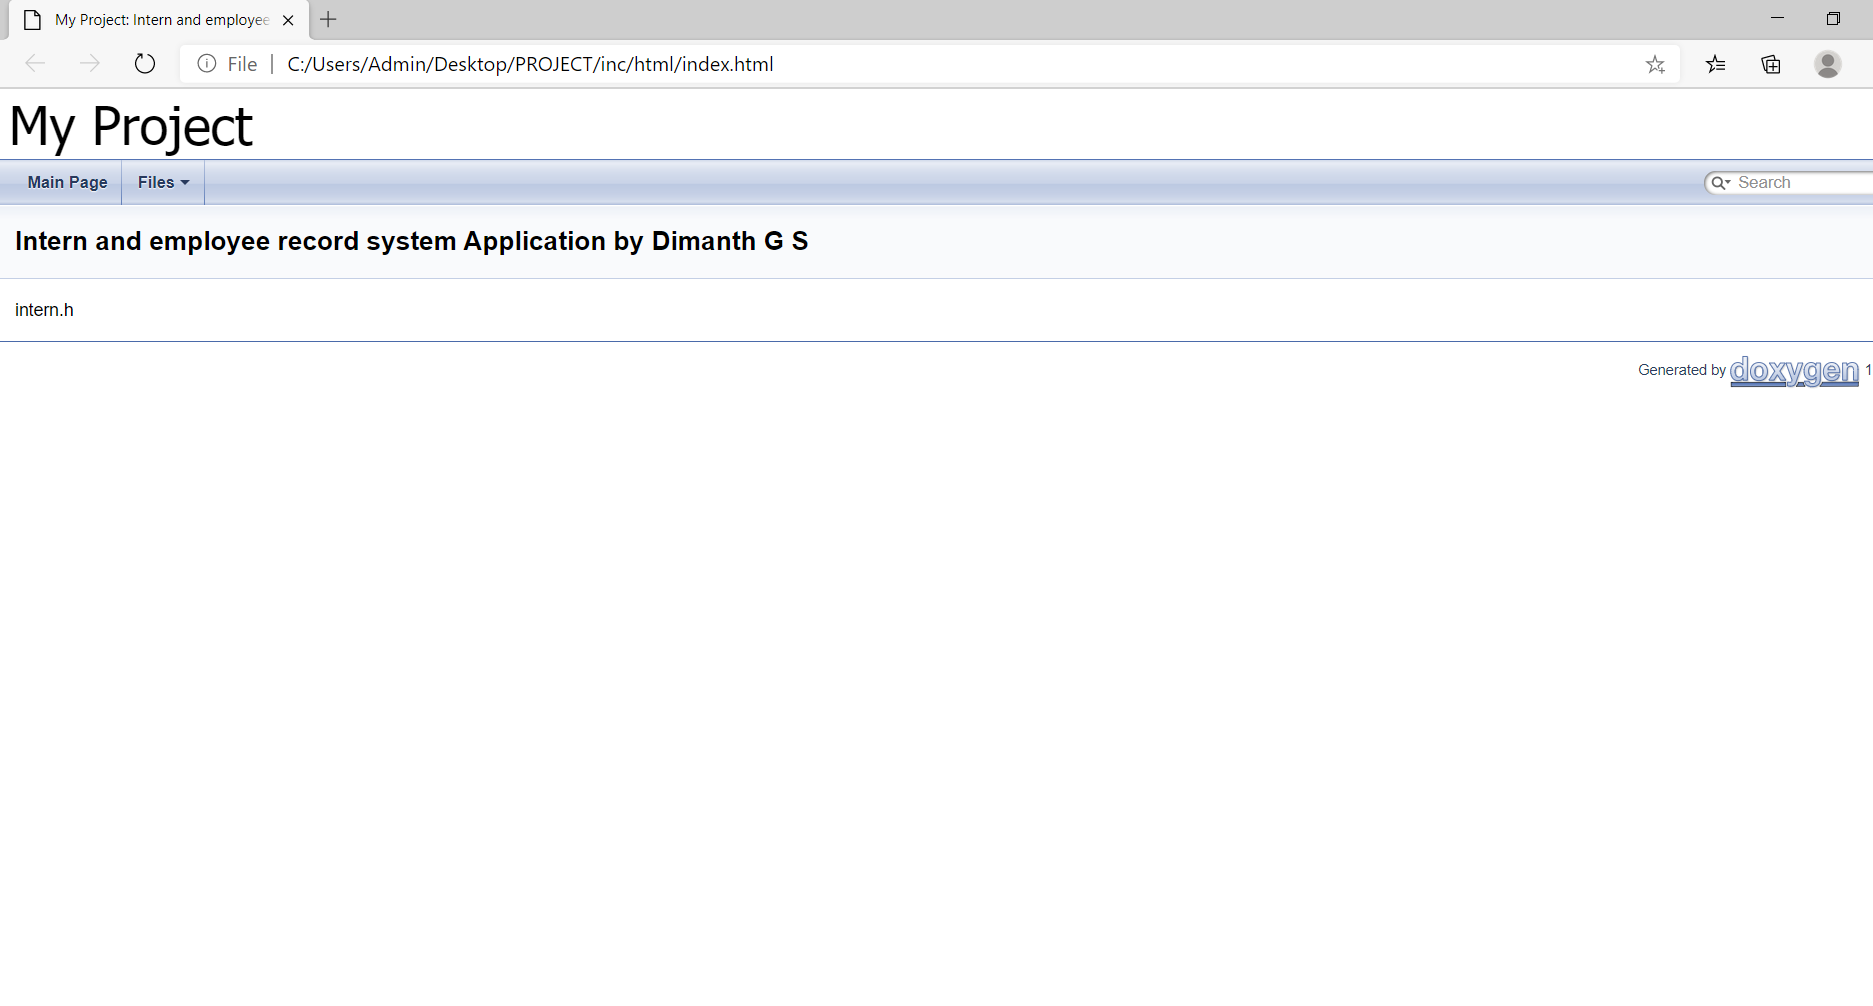 My Project: Intern and employee
File | C:/Users/Admin/Desktop/PROJECT/inc/html/index.html
My Project
Main Page Files Search
Intern and employee record system Application by Dimanth G S
intern.h
Generated by doxygen 1